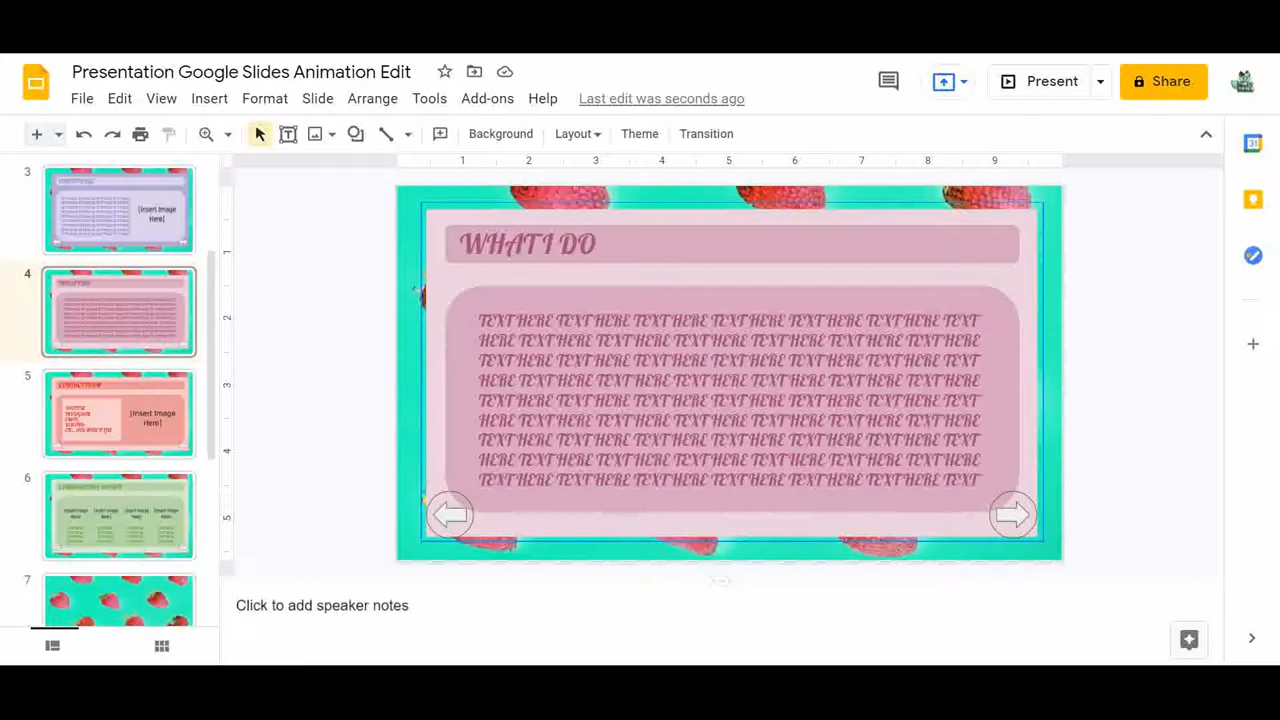 Presentation Google Slides Animation Edit
File Edit View Insert Format Slide Arrange Tools Add-ons Help Last edit was seconds ago
Present
Share
Background Layout Theme Transition
31
1 2 3 4 5 6 7 8 9
1
2
3
4
5
3
[Insert Image
Here]
4
WHAT I DO
5
[Insert Image
Here]
6
7
WHAT I DO
TEXT HERE TEXT HERE TEXT HERE TEXT HERE TEXT HERE TEXT HERE TEXT
HERE TEXT HERE TEXT HERE TEXT HERE TEXT HERE TEXT HERE TEXT HERE
TEXT HERE TEXT HERE TEXT HERE TEXT HERE TEXT HERE TEXT HERE TEXT
HERE TEXT HERE TEXT HERE TEXT HERE TEXT HERE TEXT HERE TEXT HERE
TEXT HERE TEXT HERE TEXT HERE TEXT HERE TEXT HERE TEXT HERE TEXT
HERE TEXT HERE TEXT HERE TEXT HERE TEXT HERE TEXT HERE TEXT HERE
TEXT HERE TEXT HERE TEXT HERE TEXT HERE TEXT HERE TEXT HERE TEXT
HERE TEXT HERE TEXT HERE TEXT HERE TEXT HERE TEXT HERE TEXT HERE
TEXT HERE TEXT HERE TEXT HERE TEXT HERE TEXT HERE TEXT HERE TEXT
Click to add speaker notes